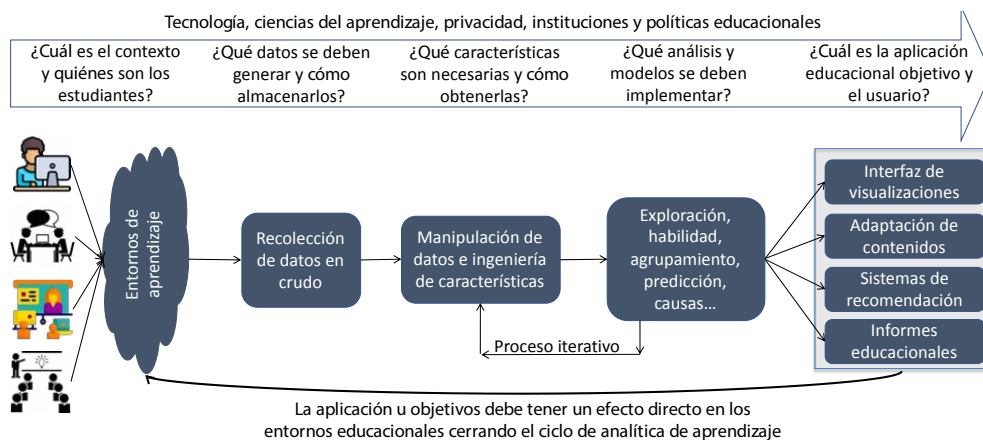 Tecnología, ciencias del aprendizaje, privacidad, instituciones y políticas educacionales
¿Cuál es el contexto
y quiénes son los
estudiantes?
¿Qué datos se deben
generar y cómo
almacenarlos?
¿Qué características
son necesarias y cómo
obtenerlas?
¿Qué análisis y
modelos se deben
implementar?
¿Cuál es la aplicación
educacional objetivo y
el usuario?
Entornos de
aprendizaje
Recolección
de datos en
crudo
Manipulación de
datos e ingeniería
de características
Exploración,
habilidad,
agrupamiento,
predicción,
causas...
Proceso iterativo
Interfaz de
visualizaciones
Adaptación de
contenidos
Sistemas de
recomendación
Informes
educacionales
La aplicación u objetivos debe tener un efecto directo en los
entornos educacionales cerrando el ciclo de analítica de aprendizaje